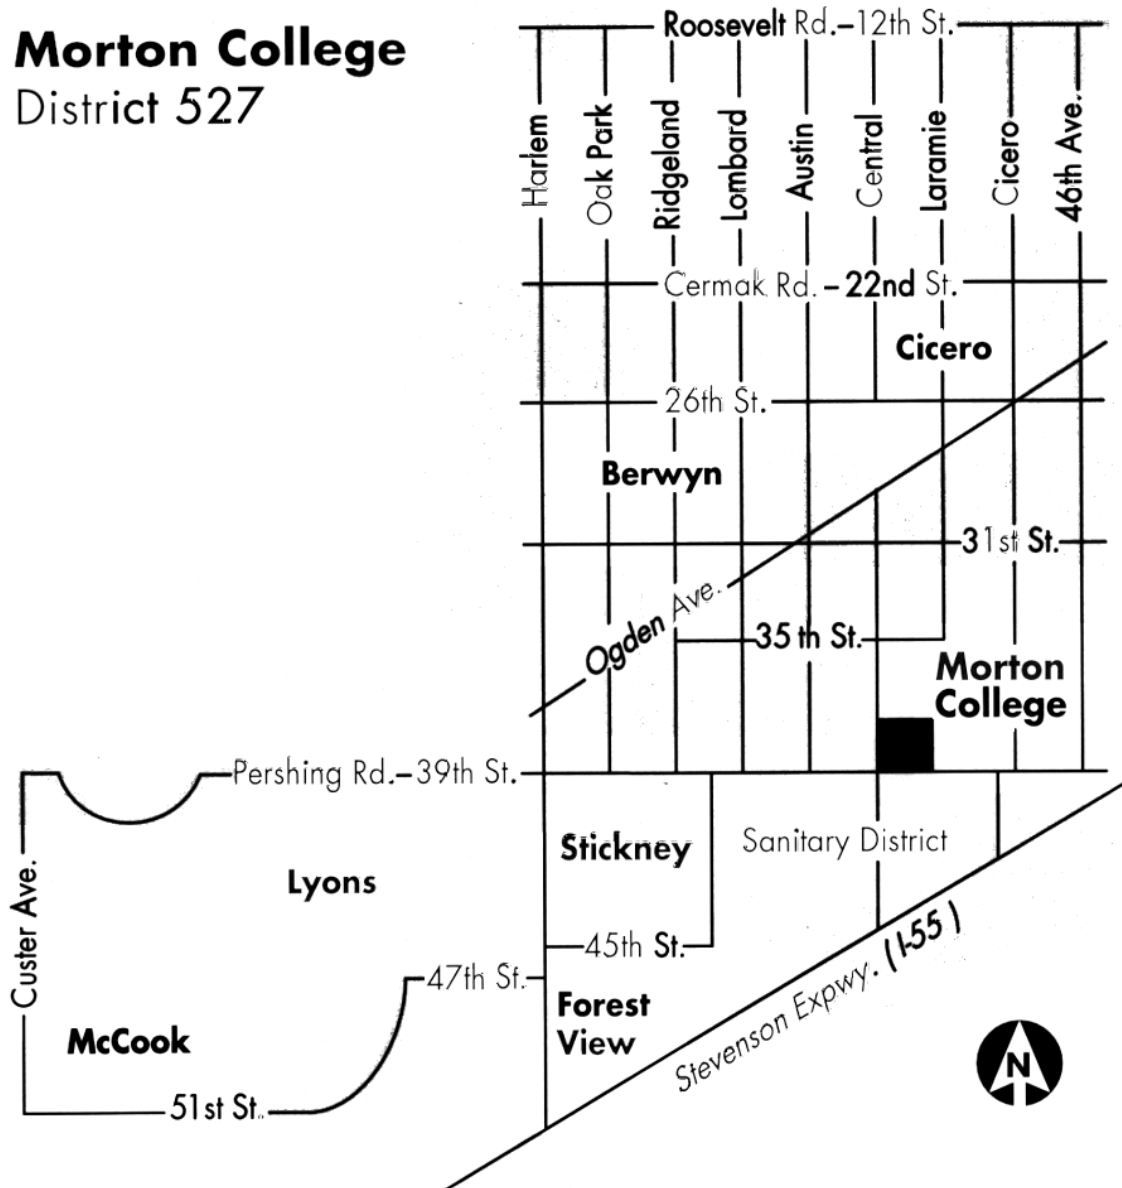 Morton College
District 527
Roosevelt Rd.–12th St.
Harlem
Oak Park
Ridgeland
Lombard
Austin
Central
Laramie
Cicero
46th Ave.
Cermak Rd.–22nd St.
Cicero
26th St.
Berwyn
31st St.
Ogden Ave.
35th St.
Morton
College
Pershing Rd.–39th St.
Stickney
Sanitary District
Lyons
Custer Ave.
45th St.
47th St.
Forest
View
Stevenson Expwy. (I-55)
McCook
51st St.
N